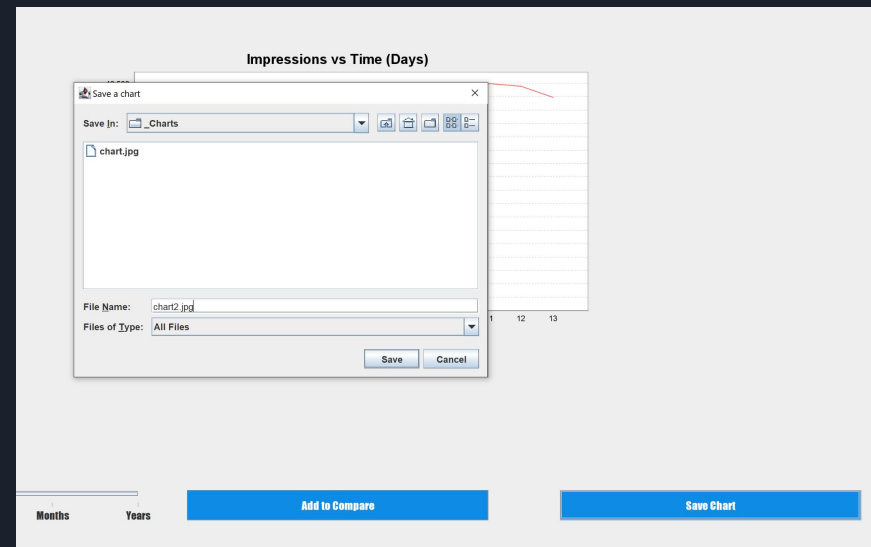 Impressions vs Time (Days)
Save a chart
Save In: _Charts
chart.jpg
File Name: chart2.jpg
Files of Type: All Files
Save Cancel
1 12 13
Months Years
Add to Compare
Save Chart